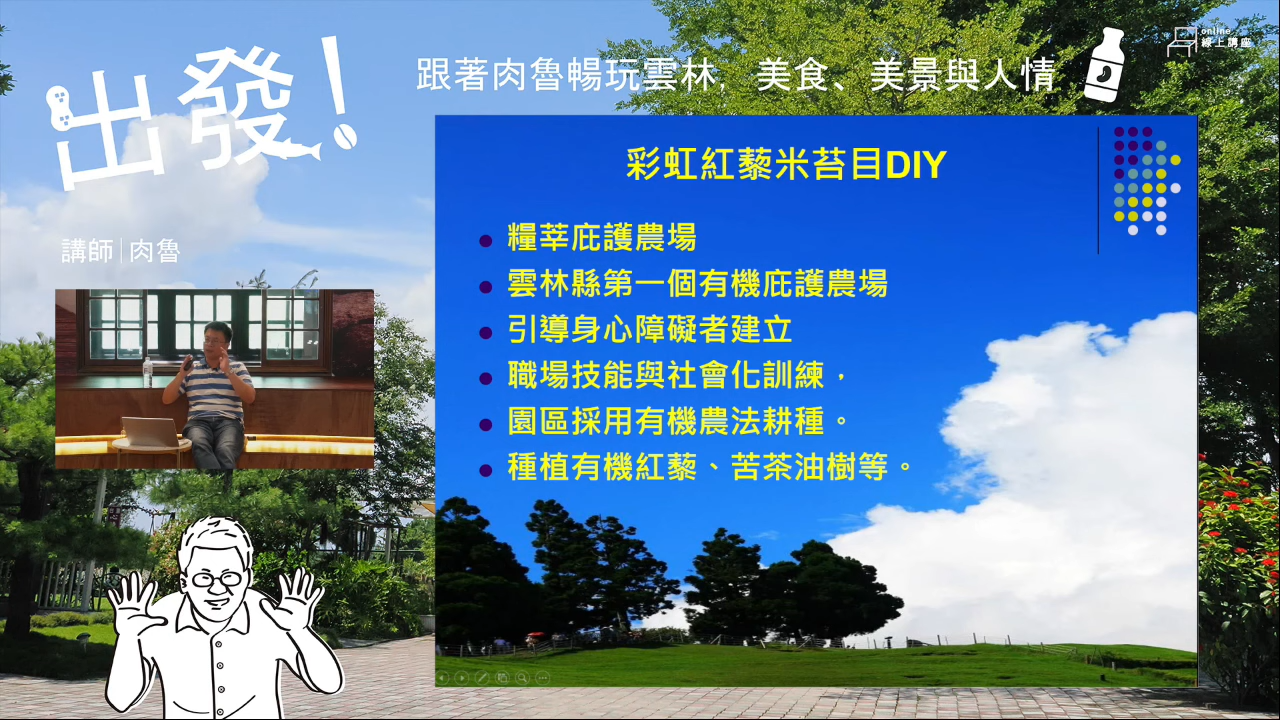 出發！
跟著肉魯暢玩雲林，美食、美景與人情
online
線上講座
講師｜肉魯
彩虹紅藜米苔目DIY
糧莘庇護農場
雲林縣第一個有機庇護農場
引導身心障礙者建立
職場技能與社會化訓練，
園區採用有機農法耕種。
種植有機紅藜、苦茶油樹等。